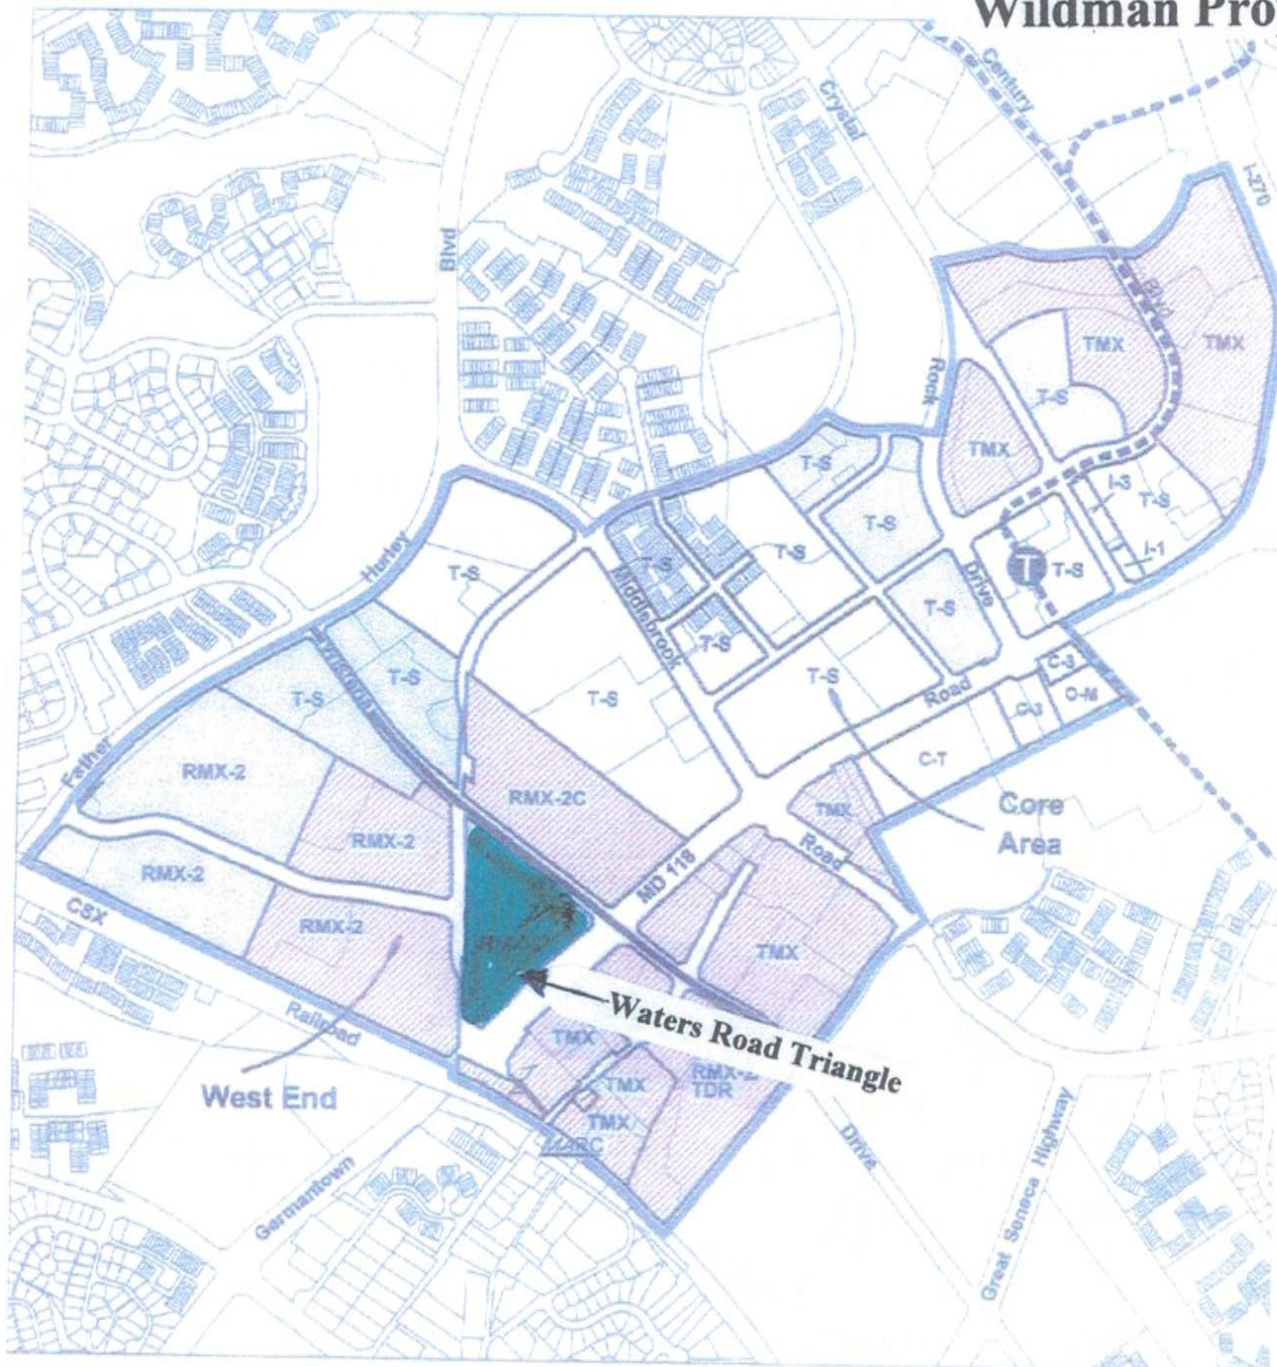 Wildman Pro
Century
Crystal
I-270
Blvd
Blvd
TMX
TMX
Rock
T-S
TMX
T-S
I-3
T-S
T-S
Hurley
T-S
T-S
T-S
I-1
T
T-S
Drive
T-S
Middlebrook
T-S
T-S
C-3
O-M
T-S
T-S
T-S
Road
C-3
C-T
Father
RMX-2
RMX-2C
TMX
Core
Area
RMX-2
Road
RMX-2
MD 118
CSX
RMX-2
TMX
Waters Road Triangle
Railroad
TMX
West End
TMX
RMX-2
TDR
TMX
MARC
Drive
Germantown
Great Seneca Highway